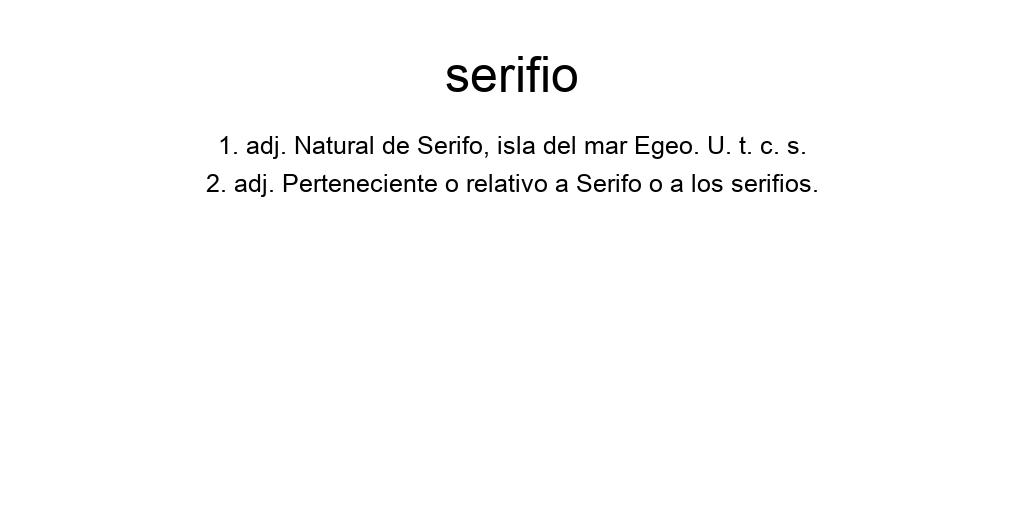 serifio
1. adj. Natural de Serifo, isla del mar Egeo. U. t. c. s.
2. adj. Perteneciente o relativo a Serifo o a los serifios.